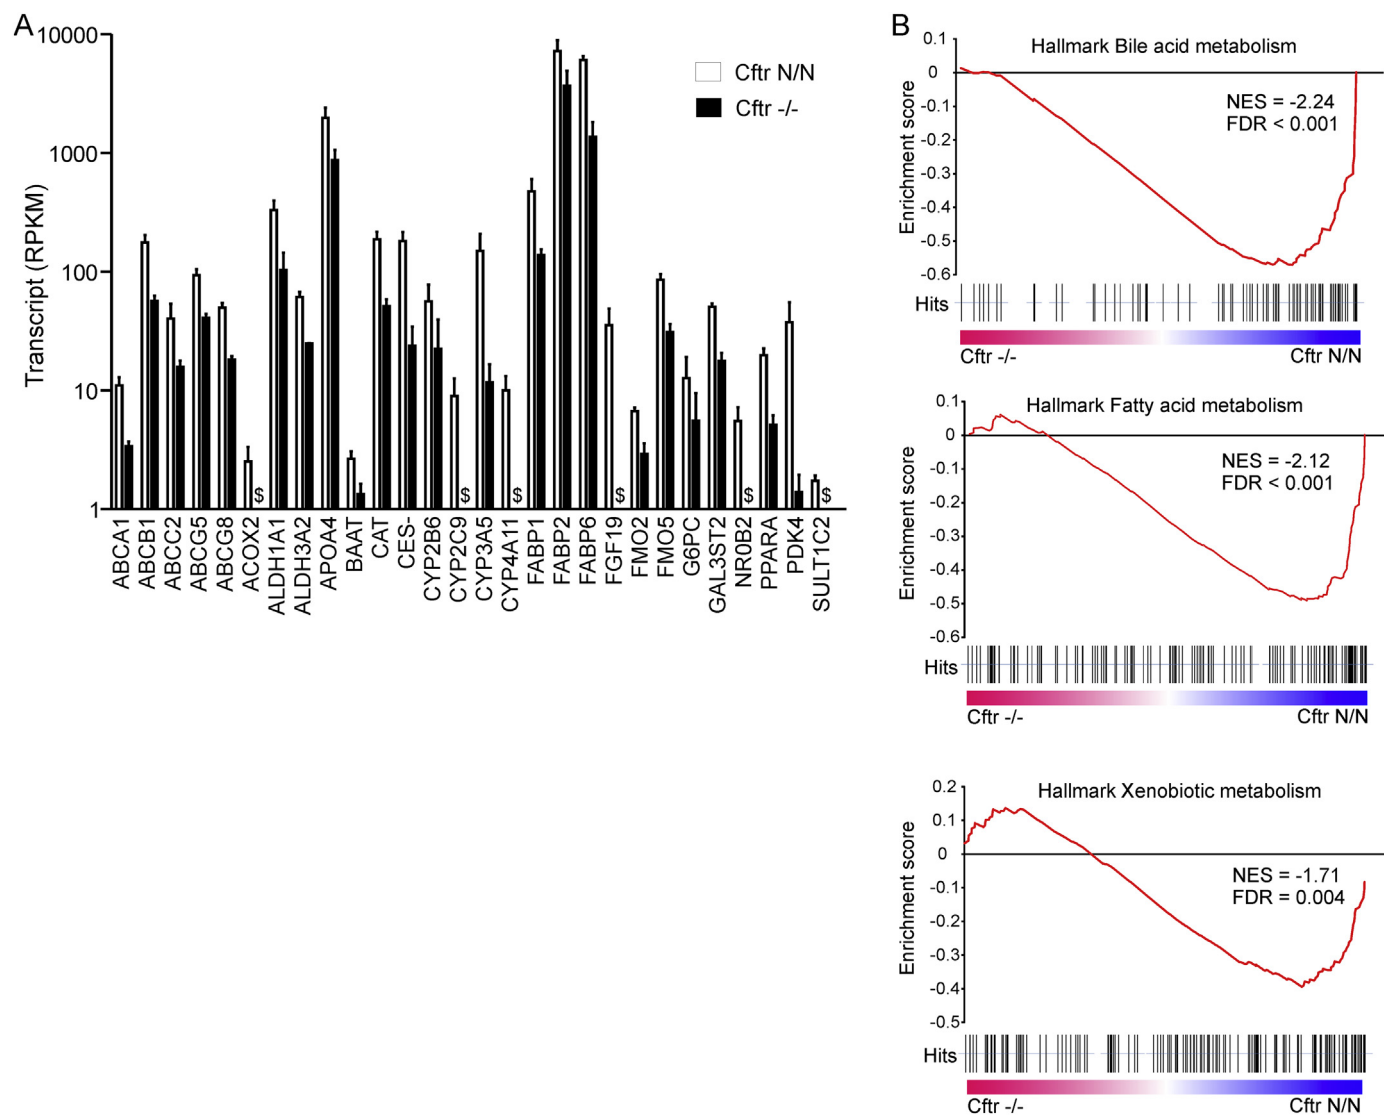 A
10000
1000
100
10
1
Transcript (RPKM)
Cftr N/N
Cftr -/-
$
$
$
$
$
$
ABCA1
ABCB1
ABCC2
ABCG5
ABCG8
ACOX2
ALDH1A1
ALDH3A2
APOA4
BAAT
CAT
CES-
CYP2B6
CYP2C9
CYP3A5
CYP4A11
FABP1
FABP2
FABP6
FGF19
FMO2
FMO5
G6PC
GAL3ST2
NR0B2
PPARA
PDK4
SULT1C2
B
Hallmark Bile acid metabolism
0.1
0
-0.1
-0.2
-0.3
-0.4
-0.5
-0.6
Enrichment score
NES = -2.24
FDR < 0.001
Hits
Cftr -/- Cftr N/N
Hallmark Fatty acid metabolism
0.1
0
-0.1
-0.2
-0.3
-0.4
-0.5
-0.6
Enrichment score
NES = -2.12
FDR < 0.001
Hits
Cftr -/- Cftr N/N
Hallmark Xenobiotic metabolism
0.2
0.1
0
-0.1
-0.2
-0.3
-0.4
-0.5
Enrichment score
NES = -1.71
FDR = 0.004
Hits
Cftr -/- Cftr N/N